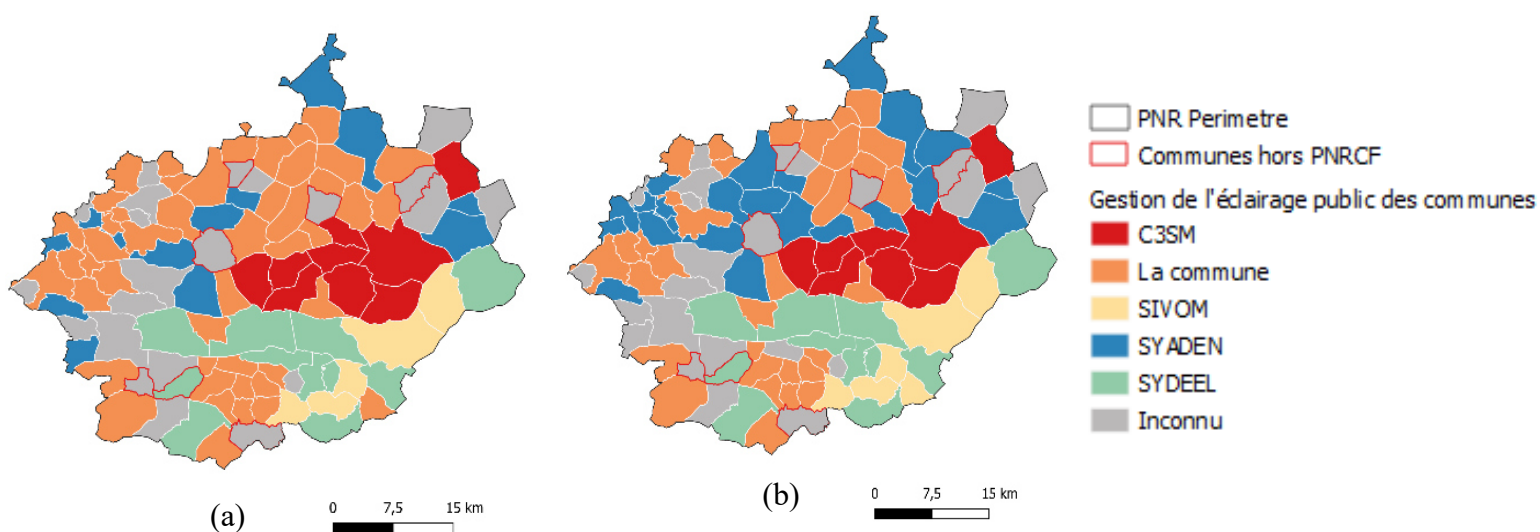 PNR Perimetre
Communes hors PNRCF
Gestion de l'éclairage public des communes
C3SM
La commune
SIVOM
SYADEN
SYDEEL
Inconnu
(a)
0 7,5 15 km
(b)
0 7,5 15 km